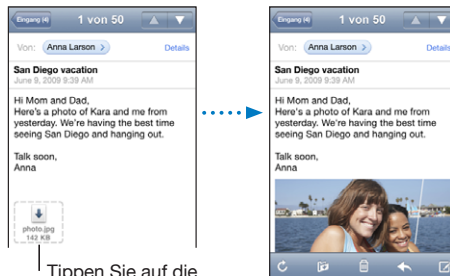 Eingang (4) 1 von 50
Von: Anna Larson Details
San Diego vacation
June 9, 2009 9:39 AM
Hi Mom and Dad,
Here's a photo of Kara and me from
yesterday. We're having the best time
seeing San Diego and hanging out.
Talk soon,
Anna
photo.jpg
142 KB
Tippen Sie auf die
Eingang (4) 1 von 50
Von: Anna Larson Details
San Diego vacation
June 9, 2009 9:39 AM
Hi Mom and Dad,
Here's a photo of Kara and me from
yesterday. We're having the best time
seeing San Diego and hanging out.
Talk soon,
Anna